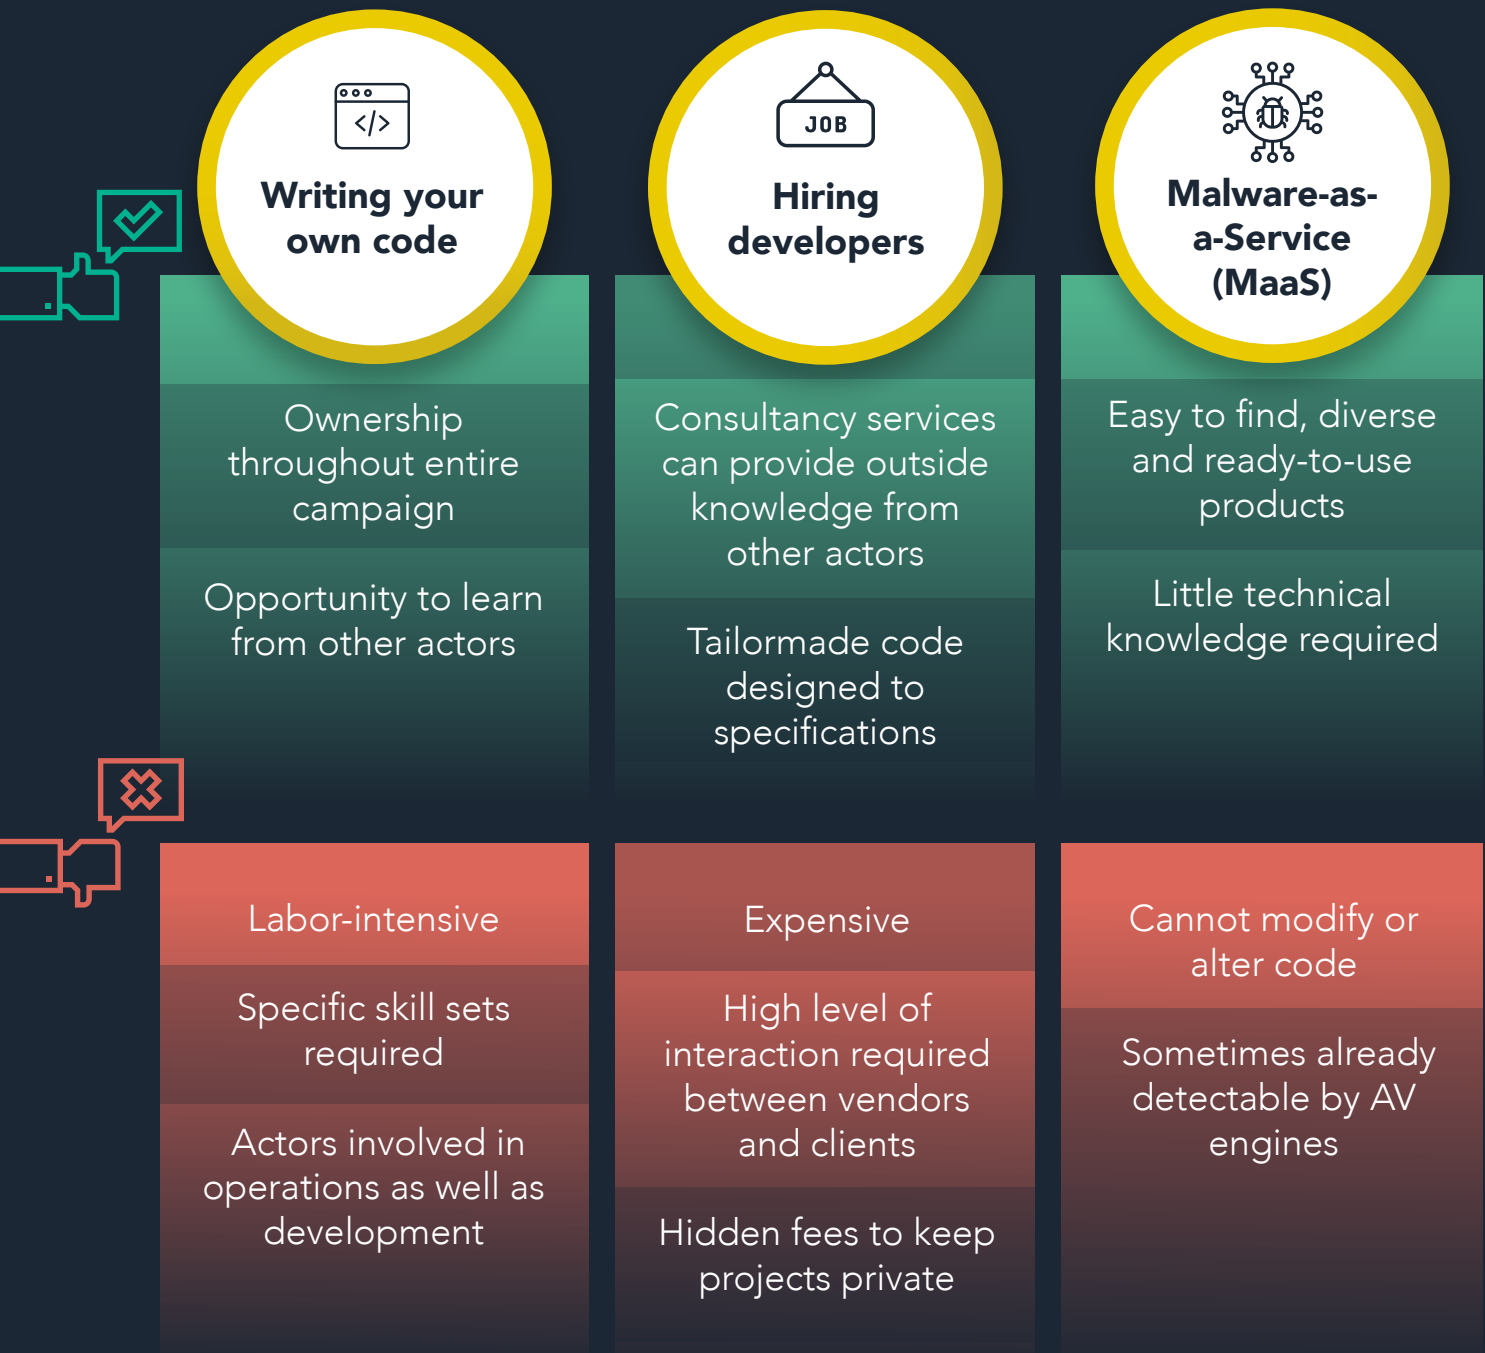 Writing your
own code
Ownership
throughout entire
campaign
Opportunity to learn
from other actors
Labor-intensive
Specific skill sets
required
Actors involved in
operations as well as
development
JOB
Hiring
developers
Consultancy services
can provide outside
knowledge from
other actors
Tailormade code
designed to
specifications
Expensive
High level of
interaction required
between vendors
and clients
Hidden fees to keep
projects private
Malware-as-
a-Service
(MaaS)
Easy to find, diverse
and ready-to-use
products
Little technical
knowledge required
Cannot modify or
alter code
Sometimes already
detectable by AV
engines